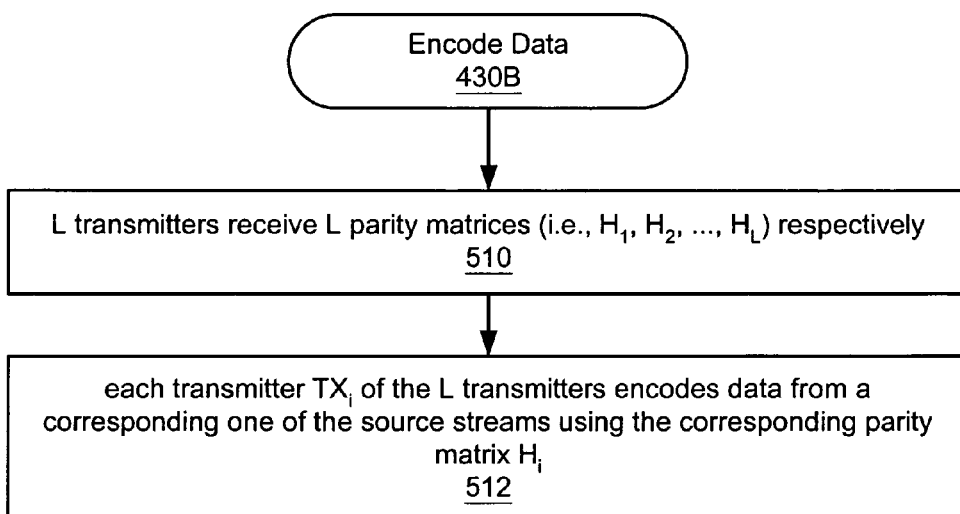 Encode Data
430B
L transmitters receive L parity matrices (i.e., H₁, H₂, ..., H_L) respectively
510
each transmitter TXᵢ of the L transmitters encodes data from a
corresponding one of the source streams using the corresponding parity
matrix Hᵢ
512